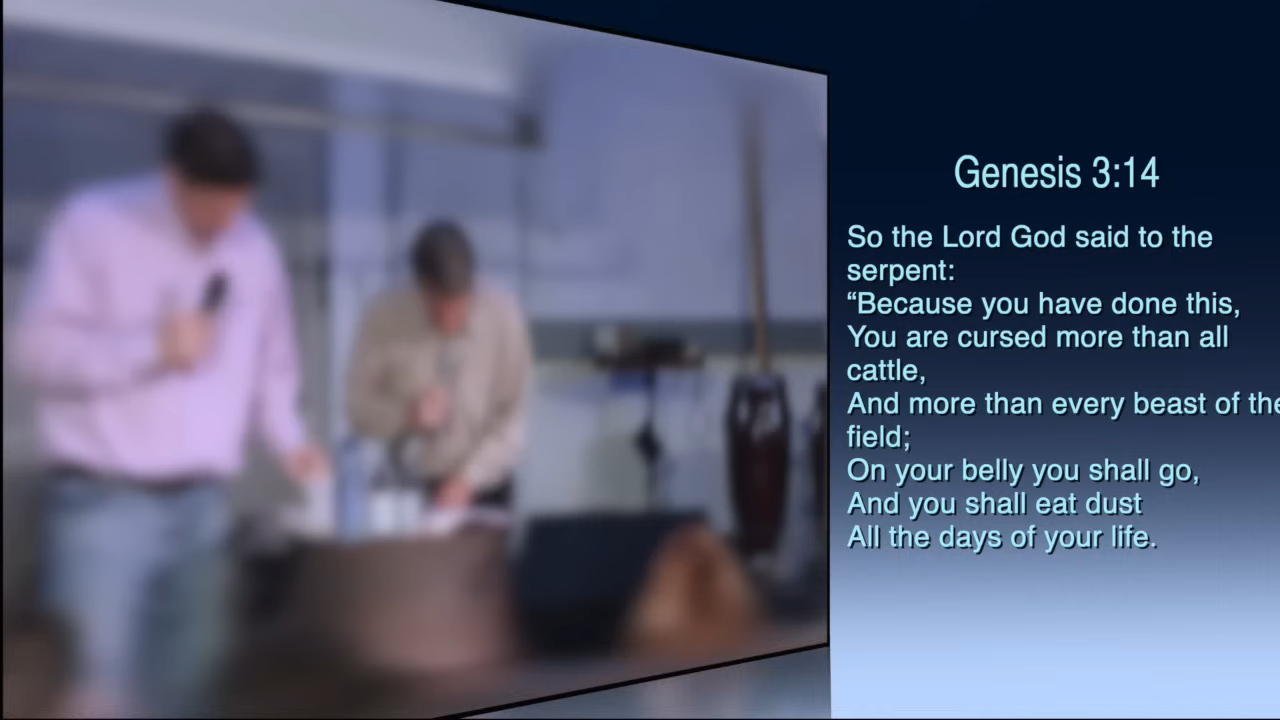 Genesis 3:14
So the Lord God said to the
serpent:
“Because you have done this,
You are cursed more than all
cattle,
And more than every beast of the
field;
On your belly you shall go,
And you shall eat dust
All the days of your life.